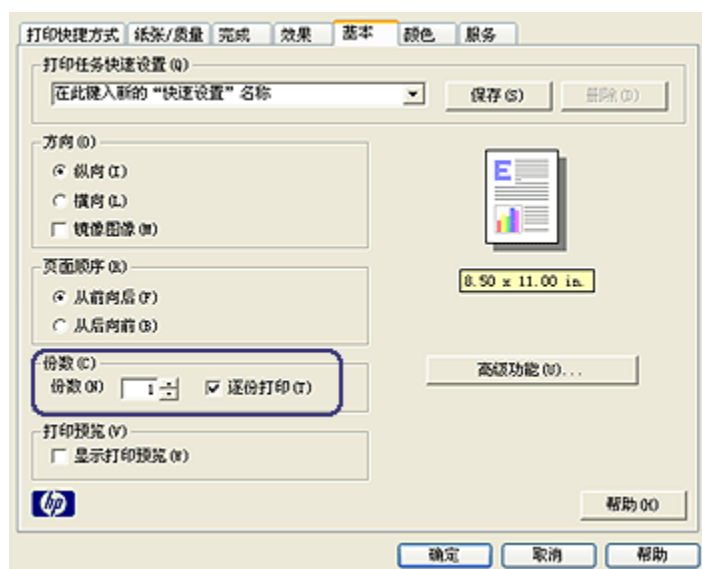 打印快捷方式 纸张/质量 完成 效果 基本 颜色 服务
打印任务快速设置(Q)
在此键入新的“快速设置”名称
保存(S) 删除(D)
方向(O)
纵向(I)
横向(L)
镜像图像(M)
E
8.50 x 11.00 in.
页面顺序(R)
从前向后(F)
从后向前(B)
份数(C)
份数(N) 1 逐份打印(T)
高级功能(U)...
打印预览(V)
显示打印预览(W)
hp
帮助(X)
确定 取消 帮助